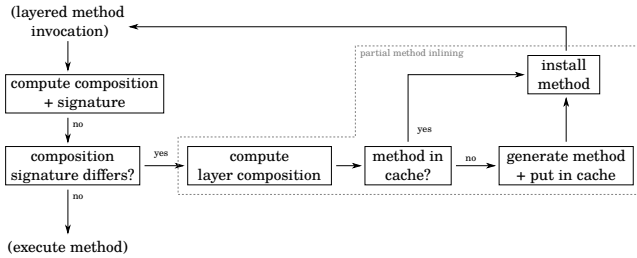 (layered method
invocation)
partial method inlining
install
method
compute composition
+ signature
no
yes
composition
signature differs?
yes
compute
layer composition
method in
cache?
no
generate method
+ put in cache
no
(execute method)